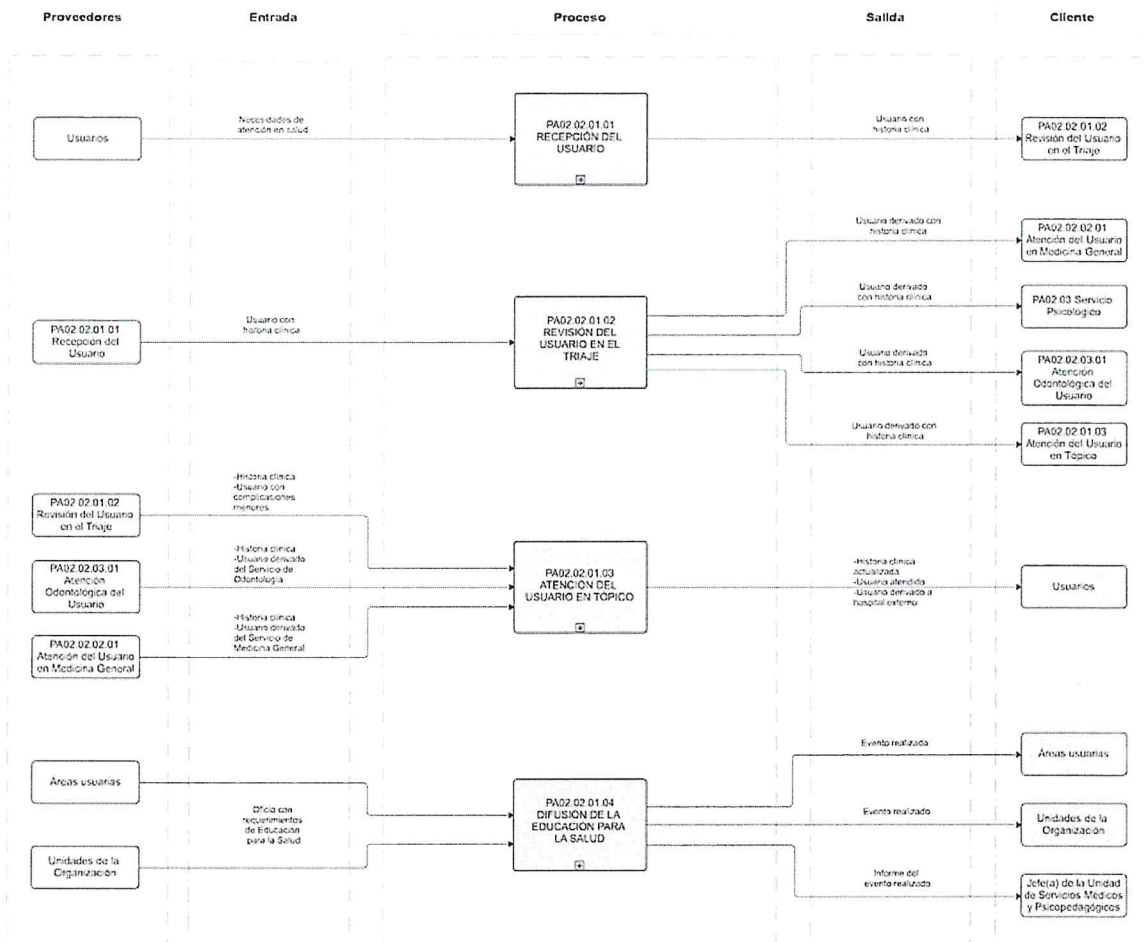 Proveedores
Entrada
Proceso
Salida
Cliente
Usuarios
Necesidades de
atención en salud
PA02.02.01.01
RECEPCIÓN DEL
USUARIO
Usuario con
historia clínica
PA02.02.01.02
Revisión del Usuario
en el Triaje
PA02.02.01.01
Recepción del
Usuario
Usuario con
historia clínica
PA02.02.01.02
REVISIÓN DEL
USUARIO EN EL
TRIAJE
Usuario derivado con
historia clínica
PA02.02.02.01
Atención del Usuario
en Medicina General
Usuario derivado
con historia clínica
PA02.03 Servicio
Psicológico
Usuario derivado
con historia clínica
PA02.02.03.01
Atención
Odontológica del
Usuario
Usuario derivado con
historia clínica
PA02.02.01.03
Atención del Usuario
en Tópico
PA02.02.01.02
Revisión del Usuario
en el Triaje
-Historia clínica
-Usuario con
complicaciones
menores
PA02.02.03.01
Atención
Odontológica del
Usuario
-Historia clínica
-Usuario derivado
del Servicio de
Odontología
PA02.02.02.01
Atención del Usuario
en Medicina General
-Historia clínica
-Usuario derivado
del Servicio de
Medicina General
PA02.02.01.03
ATENCIÓN DEL
USUARIO EN TÓPICO
-Historia clínica
actualizada
-Usuario atendido
-Usuario derivado a
hospital externo
Usuarios
Áreas usuarias
Unidades de la
Organización
Oficio con
requerimientos
de Educación
para la Salud
PA02.02.01.04
DIFUSIÓN DE LA
EDUCACIÓN PARA
LA SALUD
Evento realizado
Áreas usuarias
Evento realizado
Unidades de la
Organización
Informe del
evento realizado
Jefe(a) de la Unidad
de Servicios Médicos
y Psicopedagógicos